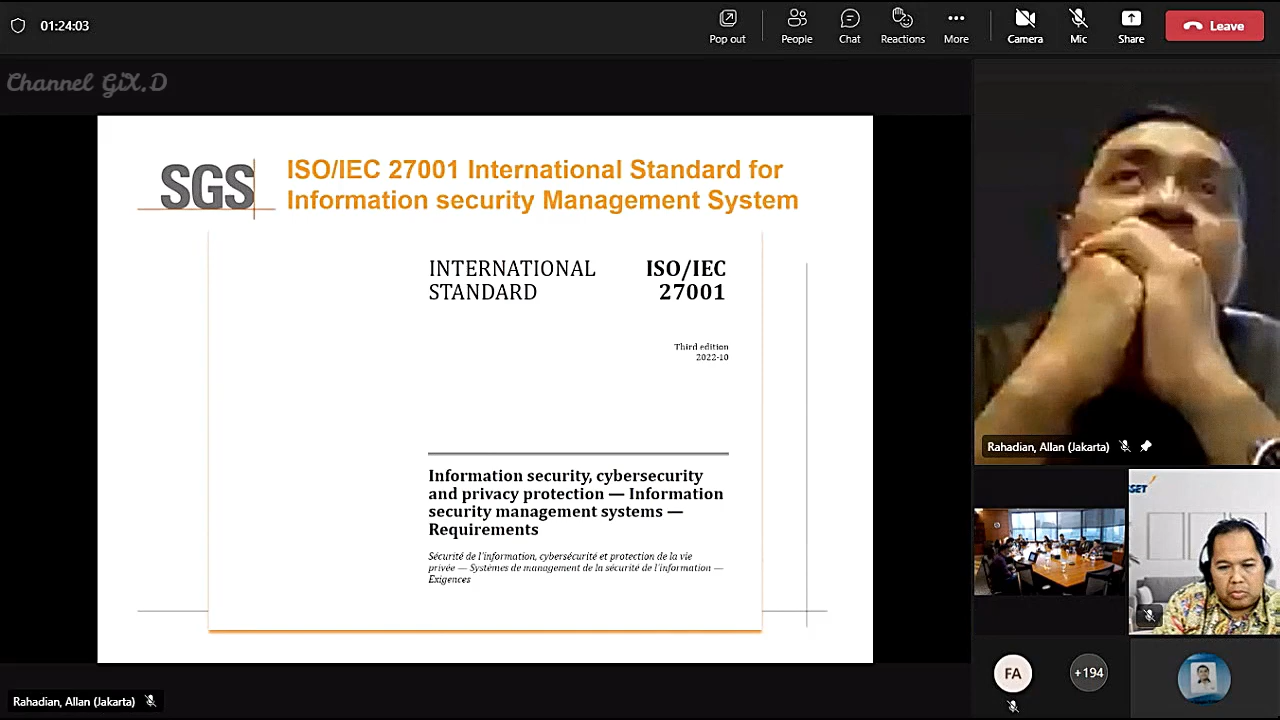 01:24:03
Pop out
People
Chat
Reactions
More
Camera
Mic
Share
Leave
Channel GiX.D
SGS
ISO/IEC 27001 International Standard for
Information security Management System
INTERNATIONAL
STANDARD
ISO/IEC
27001
Third edition
2022-10
Information security, cybersecurity
and privacy protection — Information
security management systems —
Requirements
Sécurité de l'information, cybersécurité et protection de la vie
privée — Systèmes de management de la sécurité de l'information —
Exigences
Rahadian, Allan (Jakarta)
SET
FA
+194
Rahadian, Allan (Jakarta)